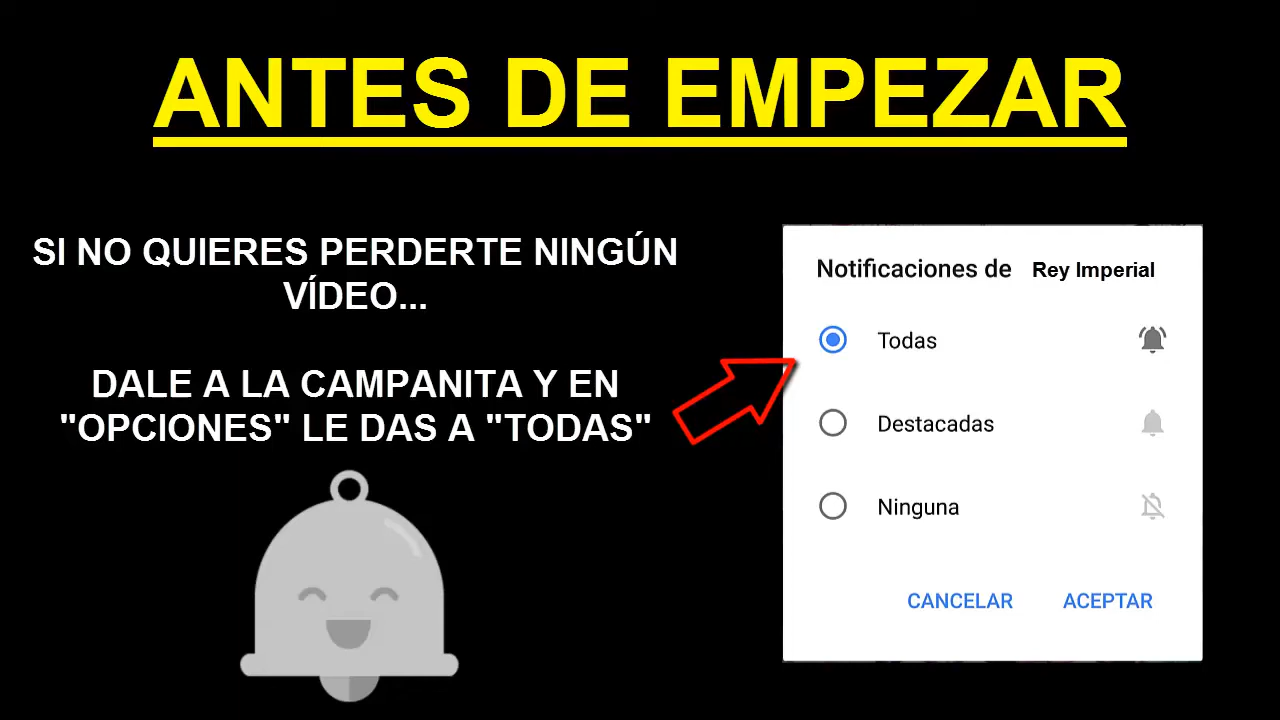 ANTES DE EMPEZAR
SI NO QUIERES PERDERTE NINGÚN
VÍDEO...
DALE A LA CAMPANITA Y EN
"OPCIONES" LE DAS A "TODAS"
Notificaciones de Rey Imperial
Todas
Destacadas
Ninguna
CANCELAR ACEPTAR